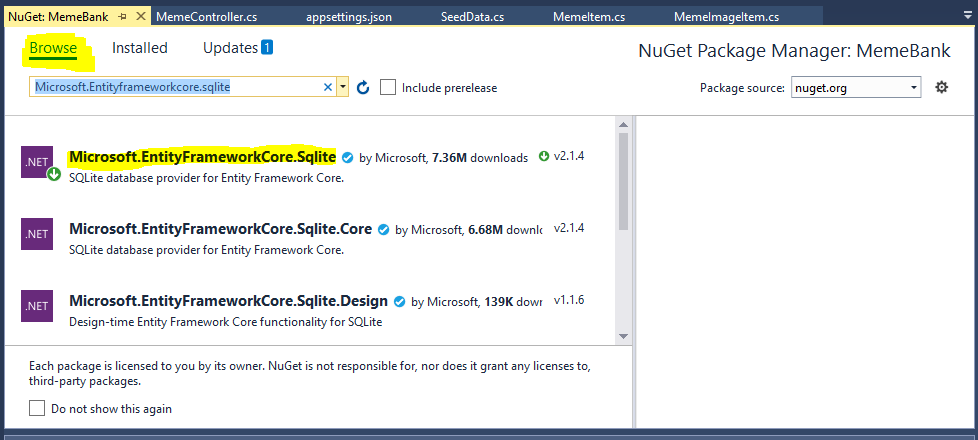 NuGet: MemeBank
MemeController.cs
appsettings.json
SeedData.cs
MemeItem.cs
MemeImageItem.cs
Browse
Installed
Updates 1
NuGet Package Manager: MemeBank
Microsoft.Entityframeworkcore.sqlite
Include prerelease
Package source: nuget.org
.NET
Microsoft.EntityFrameworkCore.Sqlite by Microsoft, 7.36M downloads v2.1.4
SQLite database provider for Entity Framework Core.
.NET
Microsoft.EntityFrameworkCore.Sqlite.Core by Microsoft, 6.68M downlo v2.1.4
SQLite database provider for Entity Framework Core.
.NET
Microsoft.EntityFrameworkCore.Sqlite.Design by Microsoft, 139K dowr v1.1.6
Design-time Entity Framework Core functionality for SQLite
Each package is licensed to you by its owner. NuGet is not responsible for, nor does it grant any licenses to,
third-party packages.
Do not show this again